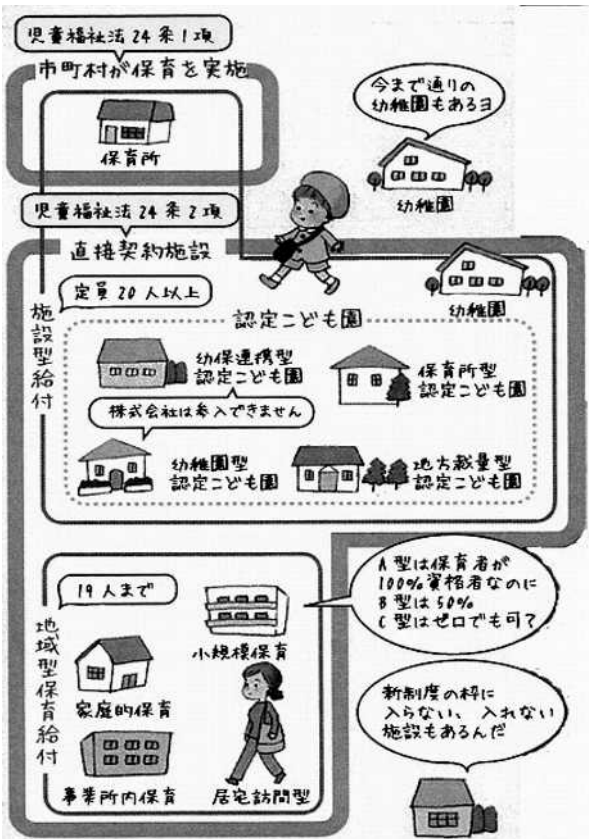 児童福祉法24条1項
市町村が保育を実施
保育所
今まで通りの
幼稚園もあるヨ
幼稚園
児童福祉法24条2項
直接契約施設
定員20人以上
施設型給付
幼稚園
認定こども園
幼保連携型
認定こども園
保育所型
認定こども園
株式会社は参入できません
幼稚園型
認定こども園
地方裁量型
認定こども園
19人まで
地域型保育給付
小規模保育
A型は保育者が
100%資格者なのに
B型は50%
C型はゼロでも可?
家庭的保育
事業所内保育
居宅訪問型
新制度の枠に
入らない、入れない
施設もあるんだ